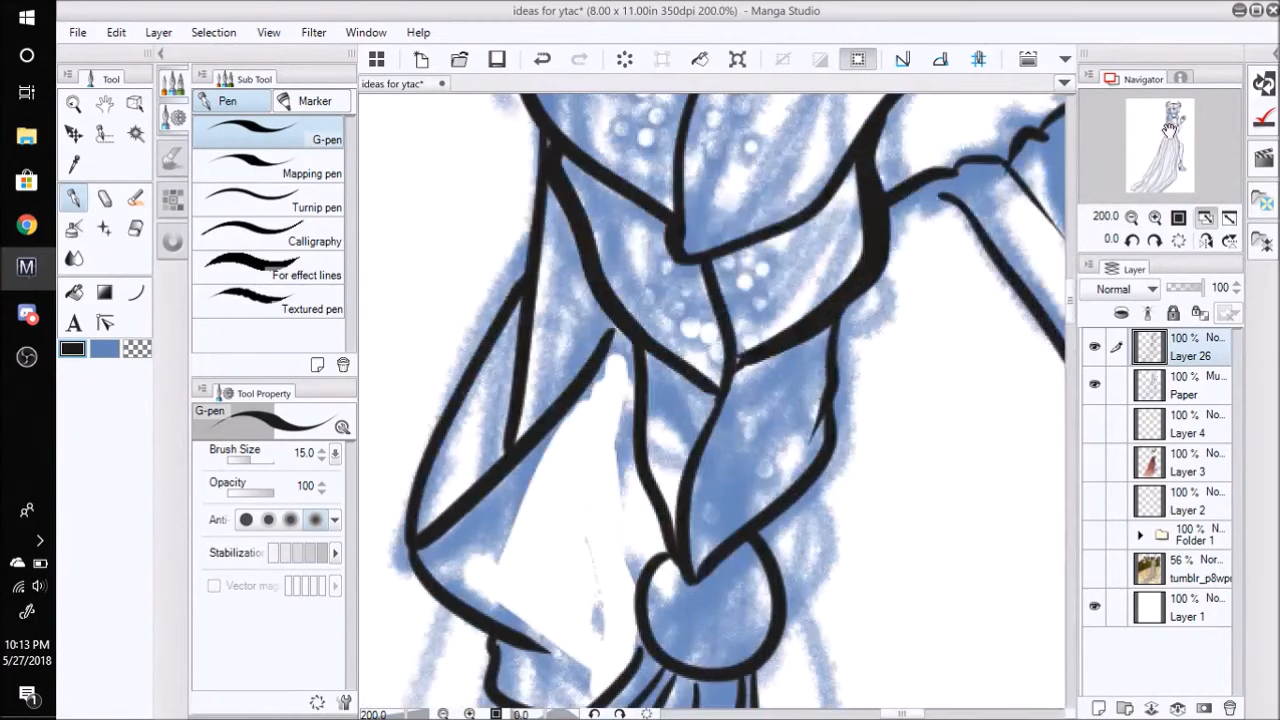 ideas for ytac* (8.00 x 11.00in 350dpi 200.0%) - Manga Studio
File Edit Layer Selection View Filter Window Help
Tool
Sub Tool
ideas for ytac*
Navigator
Pen
Marker
G-pen
Mapping pen
Turnip pen
Calligraphy
For effect lines
Textured pen
200.0
0.0
Layer
Normal
100
100 % No...
Layer 26
100 % Mu...
Paper
100 % No...
Layer 4
100 % No...
Layer 3
100 % No...
Layer 2
100 % N...
Folder 1
56 % Nor...
tumblr_p8wp
100 % No...
Layer 1
Tool Property
G-pen
Brush Size
15.0
Opacity
100
Anti-
Stabilization
Vector mag
M
A
10:13 PM
5/27/2018
1
200.0
0.0